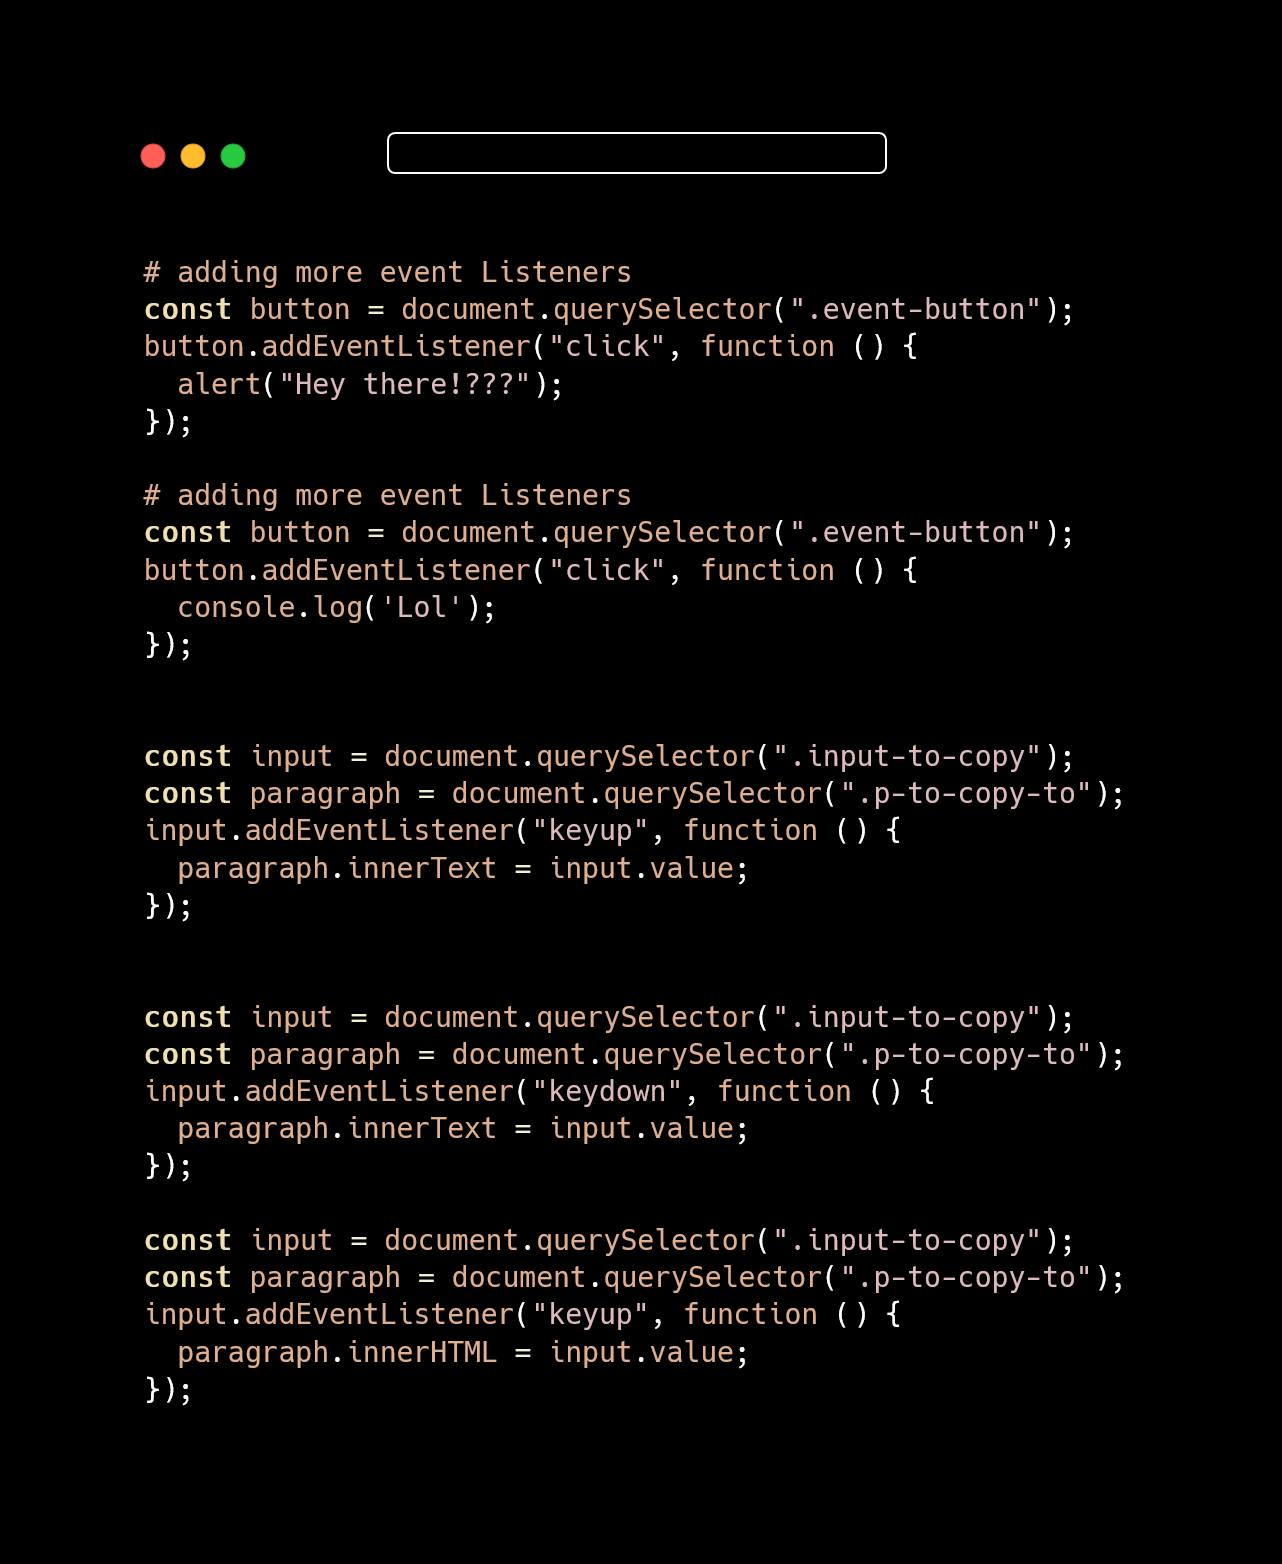 # adding more event Listeners
const button = document.querySelector(".event-button");
button.addEventListener("click", function () {
  alert("Hey there!???");
});
# adding more event Listeners
const button = document.querySelector(".event-button");
button.addEventListener("click", function () {
  console.log('Lol');
});
const input = document.querySelector(".input-to-copy");
const paragraph = document.querySelector(".p-to-copy-to");
input.addEventListener("keyup", function () {
  paragraph.innerText = input.value;
});
const input = document.querySelector(".input-to-copy");
const paragraph = document.querySelector(".p-to-copy-to");
input.addEventListener("keydown", function () {
  paragraph.innerText = input.value;
});
const input = document.querySelector(".input-to-copy");
const paragraph = document.querySelector(".p-to-copy-to");
input.addEventListener("keyup", function () {
  paragraph.innerHTML = input.value;
});